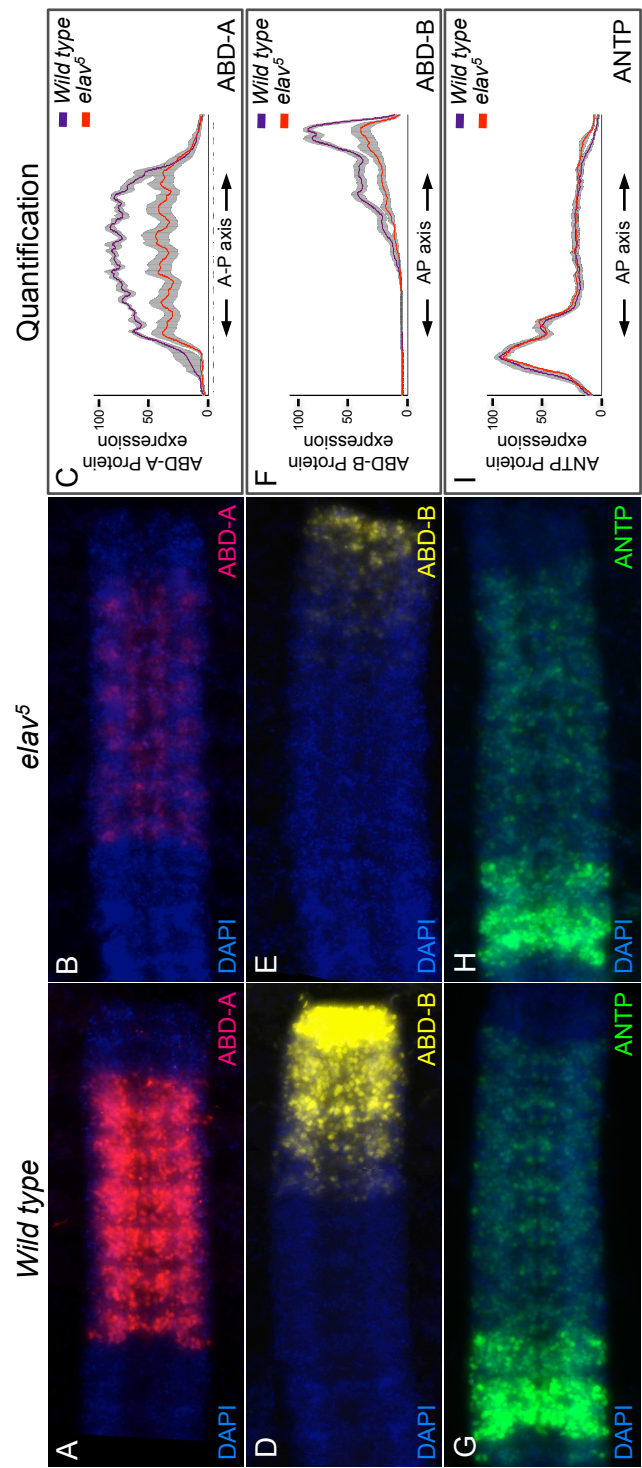 Wild type
elav5
Quantification
A
DAPI
ABD-A
B
DAPI
ABD-A
C
ABD-A Protein
expression
100
50
0
A-P axis
Wild type
elav5
ABD-A
D
DAPI
ABD-B
E
DAPI
ABD-B
F
ABD-B Protein
expression
100
50
0
AP axis
Wild type
elav5
ABD-B
G
DAPI
ANTP
H
DAPI
ANTP
I
ANTP Protein
expression
100
50
0
AP axis
Wild type
elav5
ANTP